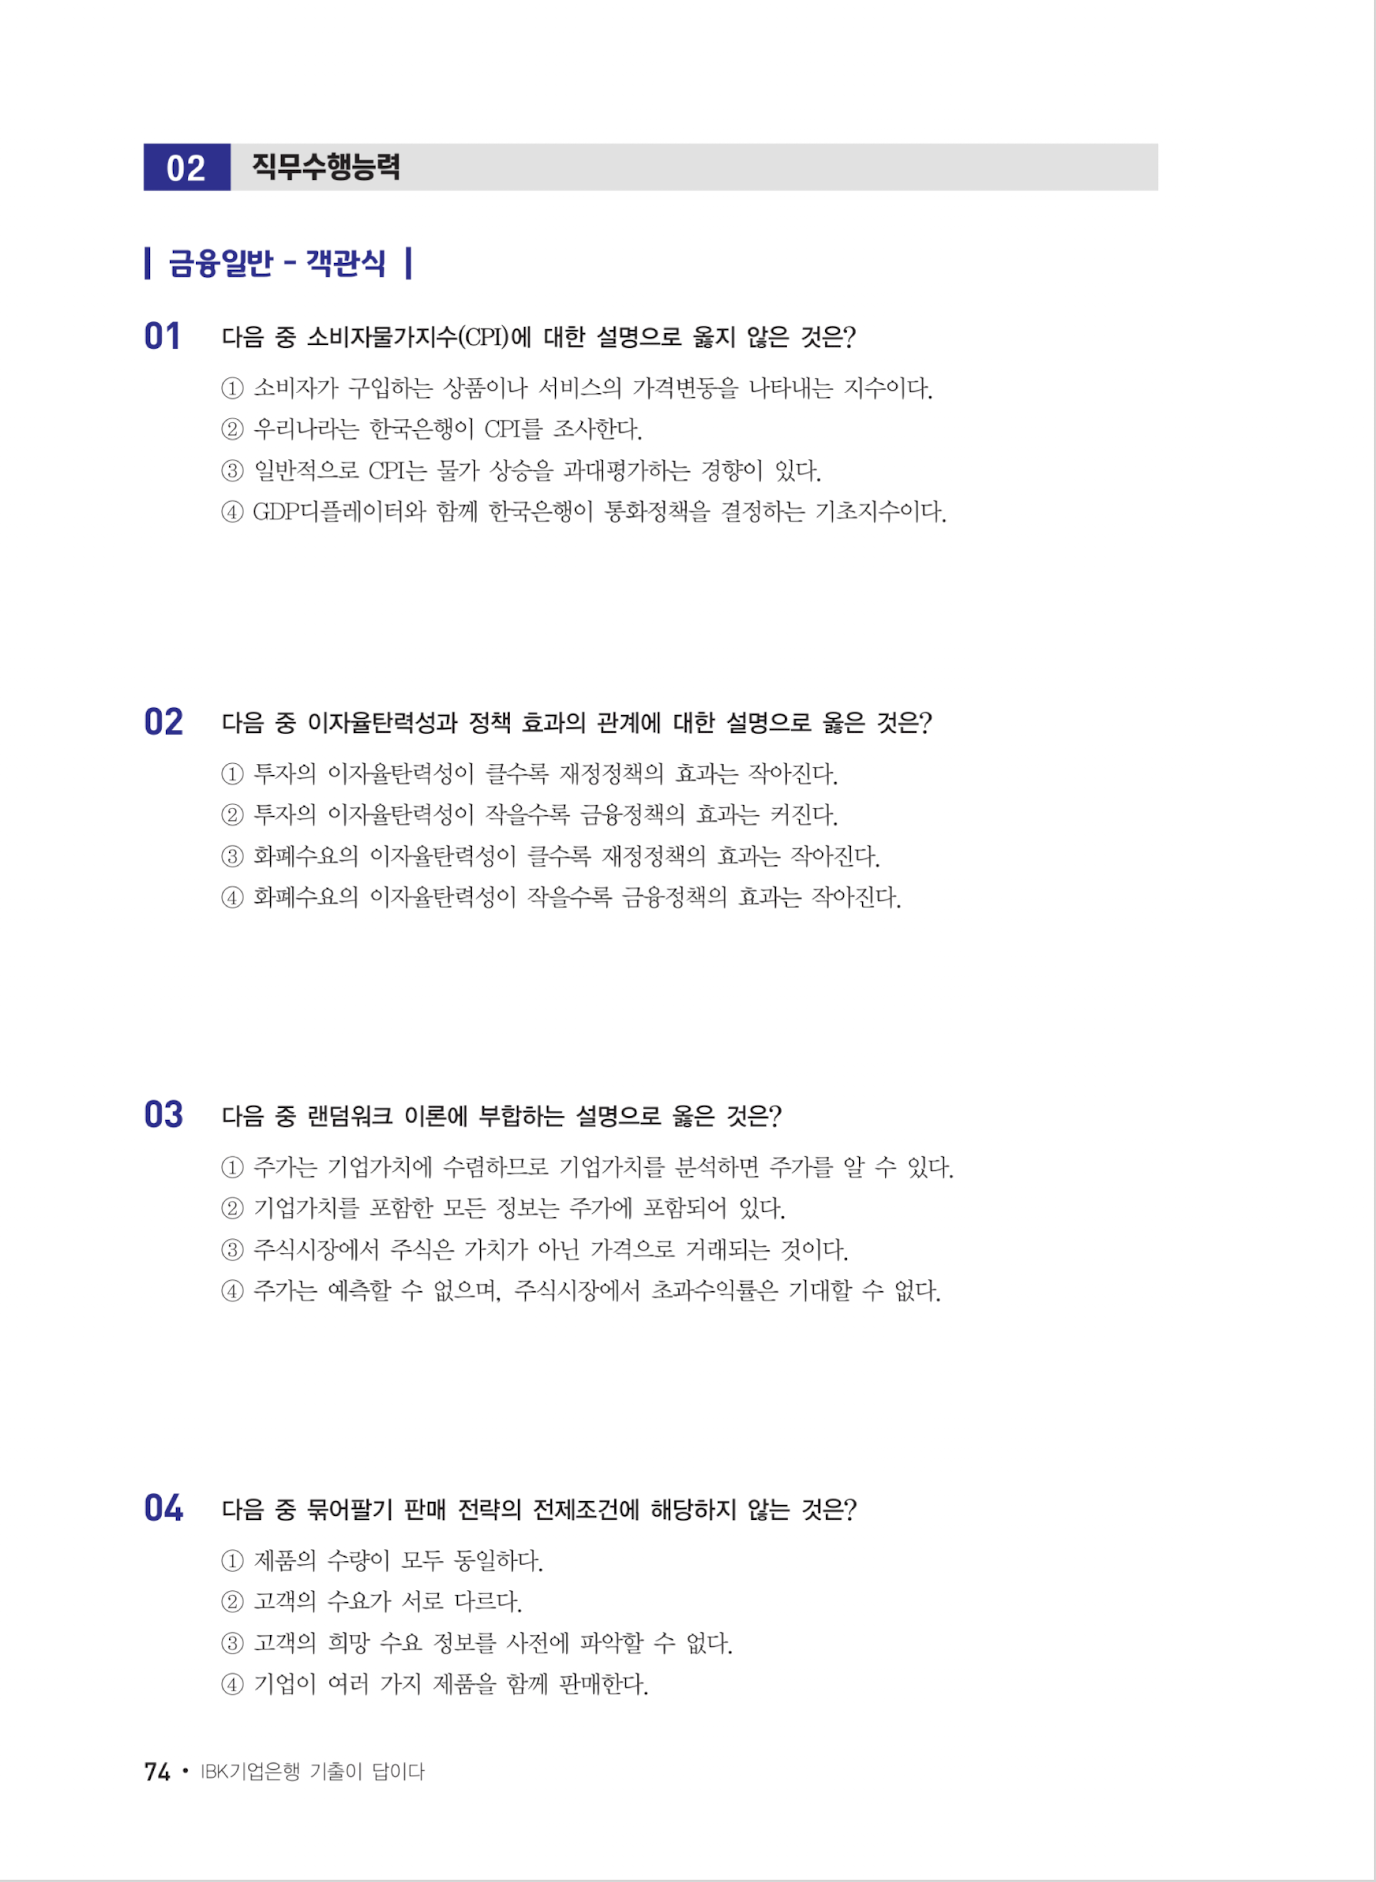 02 직무수행능력
금융일반 - 객관식
01 다음 중 소비자물가지수(CPI)에 대한 설명으로 옳지 않은 것은?
① 소비자가 구입하는 상품이나 서비스의 가격변동을 나타내는 지수이다.
② 우리나라는 한국은행이 CPI를 조사한다.
③ 일반적으로 CPI는 물가 상승을 과대평가하는 경향이 있다.
④ GDP디플레이터와 함께 한국은행이 통화정책을 결정하는 기초지수이다.
02 다음 중 이자율탄력성과 정책 효과의 관계에 대한 설명으로 옳은 것은?
① 투자의 이자율탄력성이 클수록 재정정책의 효과는 작아진다.
② 투자의 이자율탄력성이 작을수록 금융정책의 효과는 커진다.
③ 화폐수요의 이자율탄력성이 클수록 재정정책의 효과는 작아진다.
④ 화폐수요의 이자율탄력성이 작을수록 금융정책의 효과는 작아진다.
03 다음 중 랜덤워크 이론에 부합하는 설명으로 옳은 것은?
① 주가는 기업가치에 수렴하므로 기업가치를 분석하면 주가를 알 수 있다.
② 기업가치를 포함한 모든 정보는 주가에 포함되어 있다.
③ 주식시장에서 주식은 가치가 아닌 가격으로 거래되는 것이다.
④ 주가는 예측할 수 없으며, 주식시장에서 초과수익률은 기대할 수 없다.
04 다음 중 묶어팔기 판매 전략의 전제조건에 해당하지 않는 것은?
① 제품의 수량이 모두 동일하다.
② 고객의 수요가 서로 다르다.
③ 고객의 희망 수요 정보를 사전에 파악할 수 없다.
④ 기업이 여러 가지 제품을 함께 판매한다.
74 • IBK기업은행 기출이 답이다